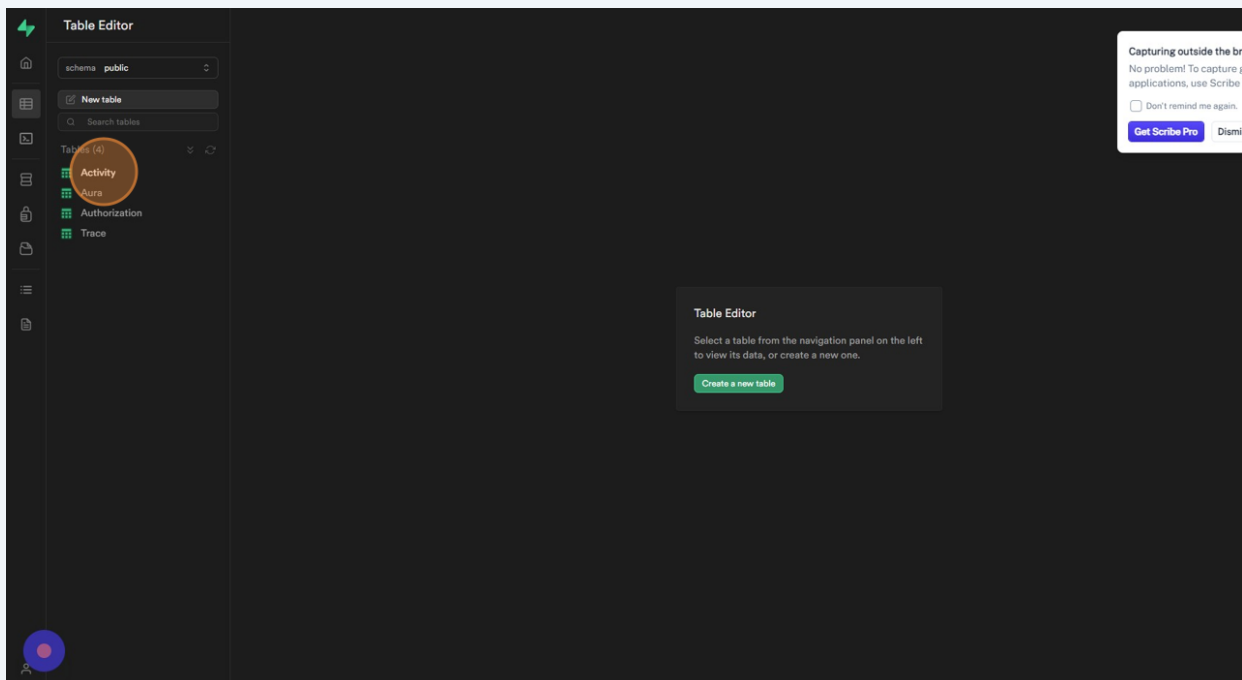 Table Editor
schema public
New table
Search tables
Tables (4)
Activity
Aura
Authorization
Trace
Table Editor
Select a table from the navigation panel on the left
to view its data, or create a new one.
Create a new table
Capturing outside the
No problem! To capture
applications, use Scribe
Don't remind me again.
Get Scribe Pro